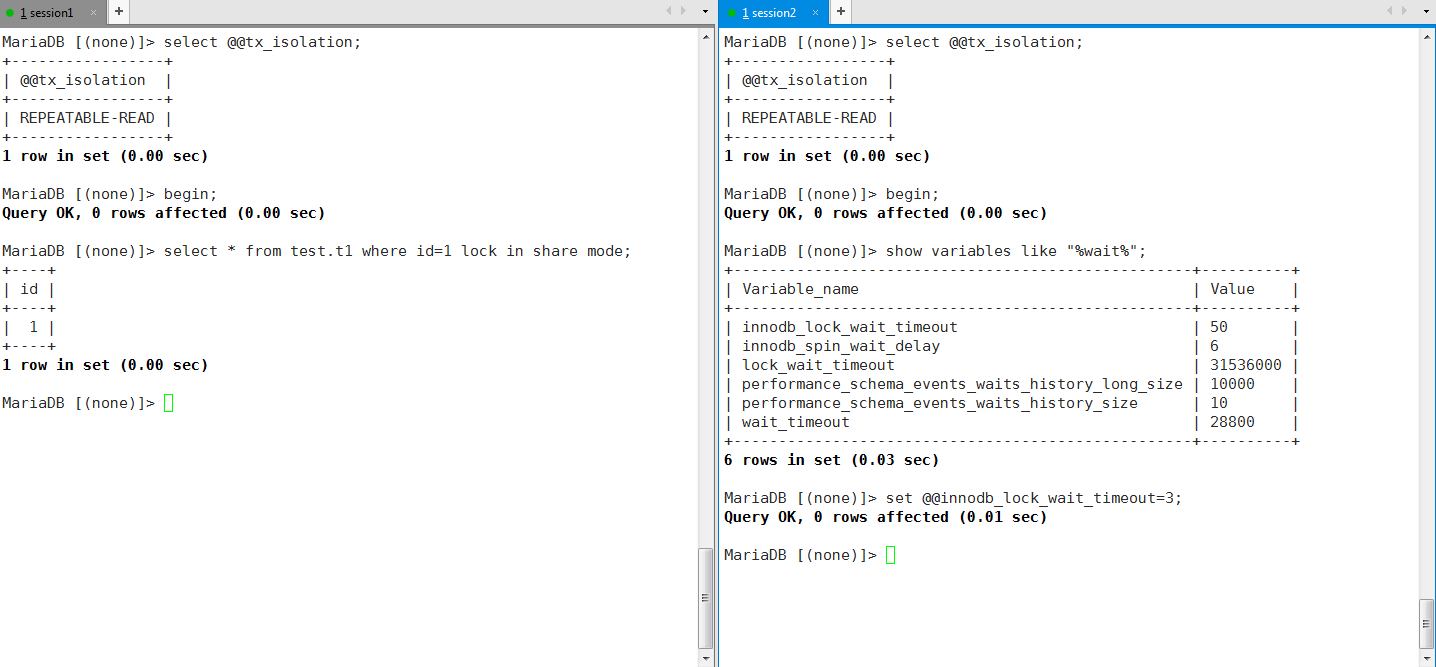 1 session1 × +
MariaDB [(none)]> select @@tx_isolation;
+-----------------+
| @@tx_isolation  |
+-----------------+
| REPEATABLE-READ |
+-----------------+
1 row in set (0.00 sec)

MariaDB [(none)]> begin;
Query OK, 0 rows affected (0.00 sec)

MariaDB [(none)]> select * from test.t1 where id=1 lock in share mode;
+----+
| id |
+----+
|  1 |
+----+
1 row in set (0.00 sec)

MariaDB [(none)]>
1 session2 × +
MariaDB [(none)]> select @@tx_isolation;
+-----------------+
| @@tx_isolation  |
+-----------------+
| REPEATABLE-READ |
+-----------------+
1 row in set (0.00 sec)

MariaDB [(none)]> begin;
Query OK, 0 rows affected (0.00 sec)

MariaDB [(none)]> show variables like "%wait%";
+---------------------------------------------------+----------+
| Variable_name                                     | Value    |
+---------------------------------------------------+----------+
| innodb_lock_wait_timeout                          | 50       |
| innodb_spin_wait_delay                            | 6        |
| lock_wait_timeout                                 | 31536000 |
| performance_schema_events_waits_history_long_size | 10000    |
| performance_schema_events_waits_history_size      | 10       |
| wait_timeout                                      | 28800    |
+---------------------------------------------------+----------+
6 rows in set (0.03 sec)

MariaDB [(none)]> set @@innodb_lock_wait_timeout=3;
Query OK, 0 rows affected (0.01 sec)

MariaDB [(none)]>